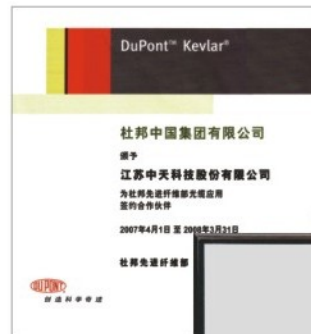 DuPont™ Kevlar®
杜邦中国集团有限公司
颁予
江苏中天科技股份有限公司
为杜邦先进纤维部光缆应用
签约合作伙伴
2007年4月1日 至 2008年3月31日
杜邦先进纤维部
DUPONT
创造科学奇迹